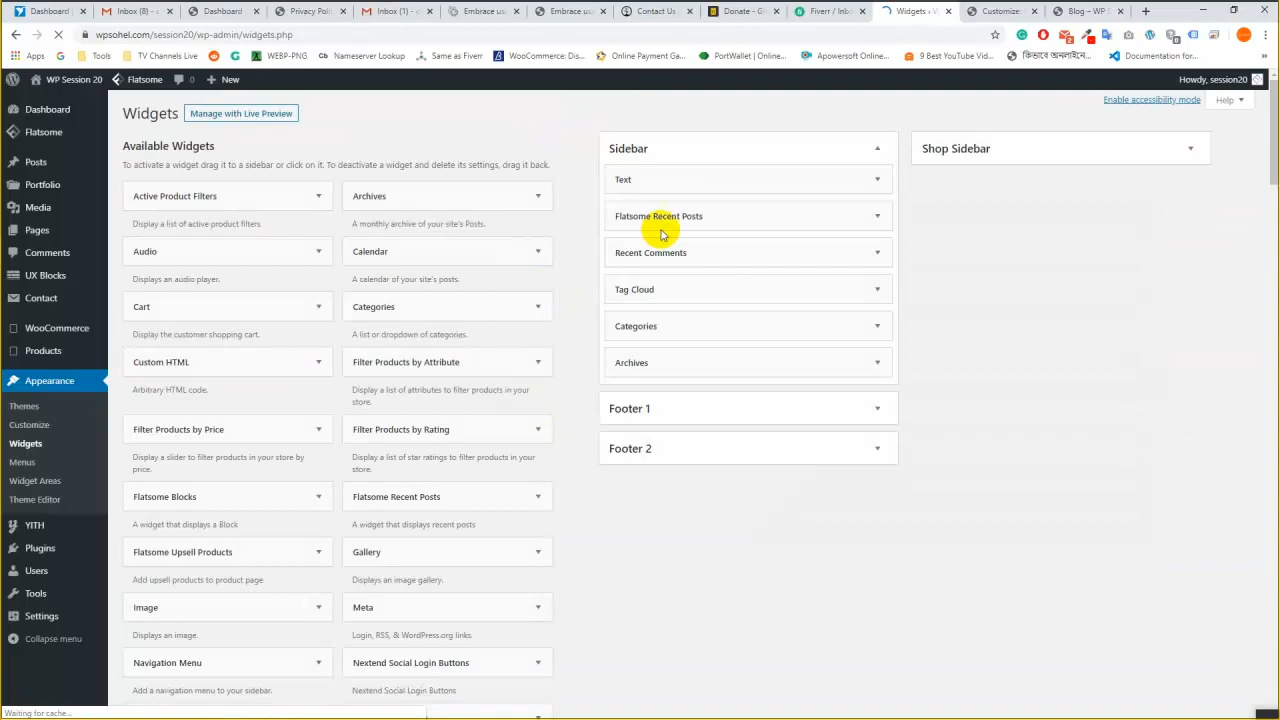 Dashboard |
Inbox (8) - m
Dashboard
Privacy Polic
Inbox (1) - m
Embrace us
Embrace us
Contact Us
Donate - Gif
Fiverr / Inbo
Widgets ‹ V
Customize:
Blog – WP S
wpsohel.com/session20/wp-admin/widgets.php
Apps
Tools
TV Channels Live
WEBP-PNG
Nameserver Lookup
Same as Fiverr
WooCommerce: Dis...
Online Payment Ga...
PortWallet | Online...
Apowersoft Online...
9 Best YouTube Vid...
কিভাবে অনলাইনে...
Documentation for...
WP Session 20
Flatsome
0
New
Howdy, session20
Dashboard
Flatsome
Posts
Portfolio
Media
Pages
Comments
UX Blocks
Contact
WooCommerce
Products
Appearance
Themes
Customize
Widgets
Menus
Widget Areas
Theme Editor
YITH
Plugins
Users
Tools
Settings
Collapse menu
Widgets
Manage with Live Preview
Enable accessibility mode
Help
Available Widgets
To activate a widget drag it to a sidebar or click on it. To deactivate a widget and delete its settings, drag it back.
Active Product Filters
Archives
Display a list of active product filters.
A monthly archive of your site's Posts.
Audio
Calendar
Displays an audio player.
A calendar of your site's posts.
Cart
Categories
Display the customer shopping cart.
A list or dropdown of categories.
Custom HTML
Filter Products by Attribute
Arbitrary HTML code.
Display a list of attributes to filter products in your
store.
Filter Products by Price
Filter Products by Rating
Display a slider to filter products in your store by
price.
Display a list of star ratings to filter products in your
store.
Flatsome Blocks
Flatsome Recent Posts
A widget that displays a Block
A widget that displays recent posts
Flatsome Upsell Products
Gallery
Add upsell products to product page
Displays an image gallery.
Image
Meta
Displays an image.
Login, RSS, & WordPress.org links.
Navigation Menu
Nextend Social Login Buttons
Add a navigation menu to your sidebar.
Nextend Social Login Buttons
Sidebar
Text
Flatsome Recent Posts
Recent Comments
Tag Cloud
Categories
Archives
Footer 1
Footer 2
Shop Sidebar
Waiting for cache...